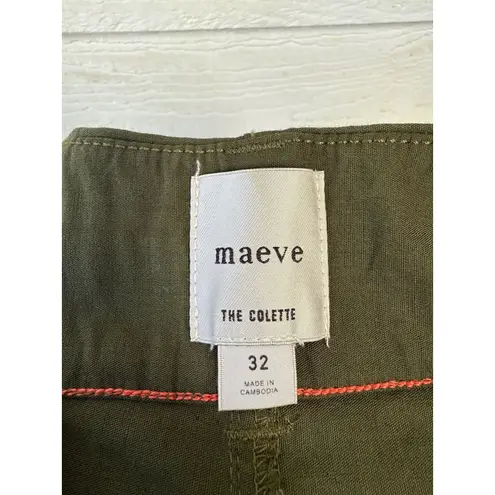 maeve
THE COLETTE
32
MADE IN
CAMBODIA